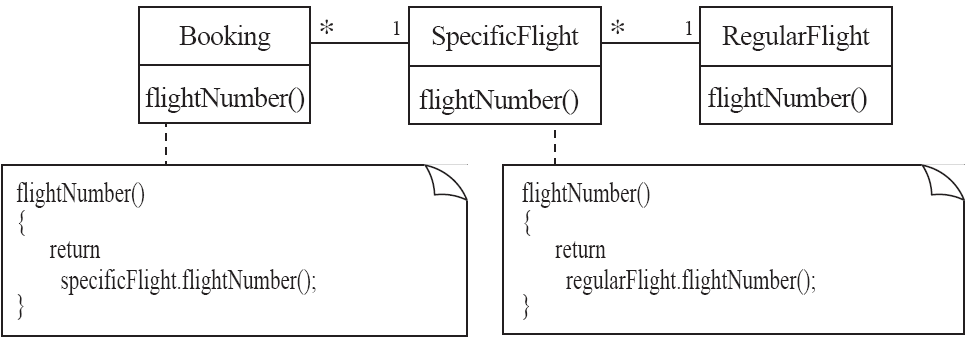 Booking * 1 SpecificFlight * 1 RegularFlight
flightNumber() flightNumber() flightNumber()
flightNumber()
{
return
specificFlight.flightNumber();
}
flightNumber()
{
return
regularFlight.flightNumber();
}